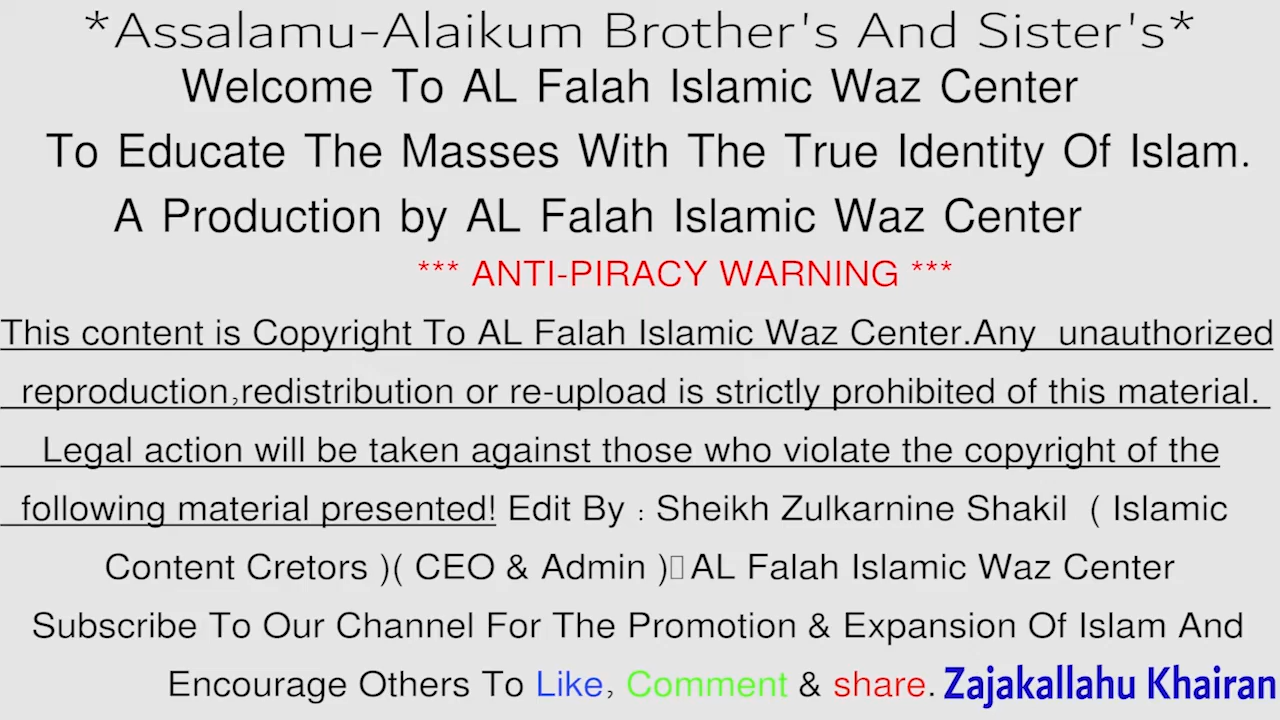 *Assalamu-Alaikum Brother's And Sister's*
Welcome To AL Falah Islamic Waz Center
To Educate The Masses With The True Identity Of Islam.
A Production by AL Falah Islamic Waz Center
*** ANTI-PIRACY WARNING ***
This content is Copyright To AL Falah Islamic Waz Center.Any unauthorized
reproduction,redistribution or re-upload is strictly prohibited of this material.
Legal action will be taken against those who violate the copyright of the
following material presented! Edit By : Sheikh Zulkarnine Shakil ( Islamic
Content Cretors )( CEO & Admin )▯AL Falah Islamic Waz Center
Subscribe To Our Channel For The Promotion & Expansion Of Islam And
Encourage Others To Like, Comment & share. Zajakallahu Khairan